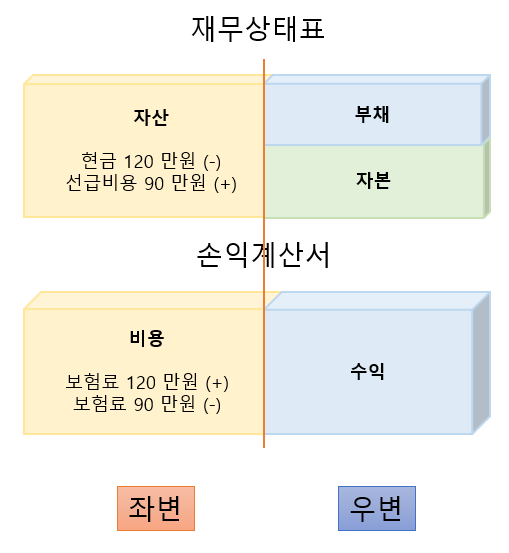 재무상태표
자산
현금 120 만원 (-)
선급비용 90 만원 (+)
부채
자본
손익계산서
비용
보험료 120 만원 (+)
보험료 90 만원 (-)
수익
좌변
우변